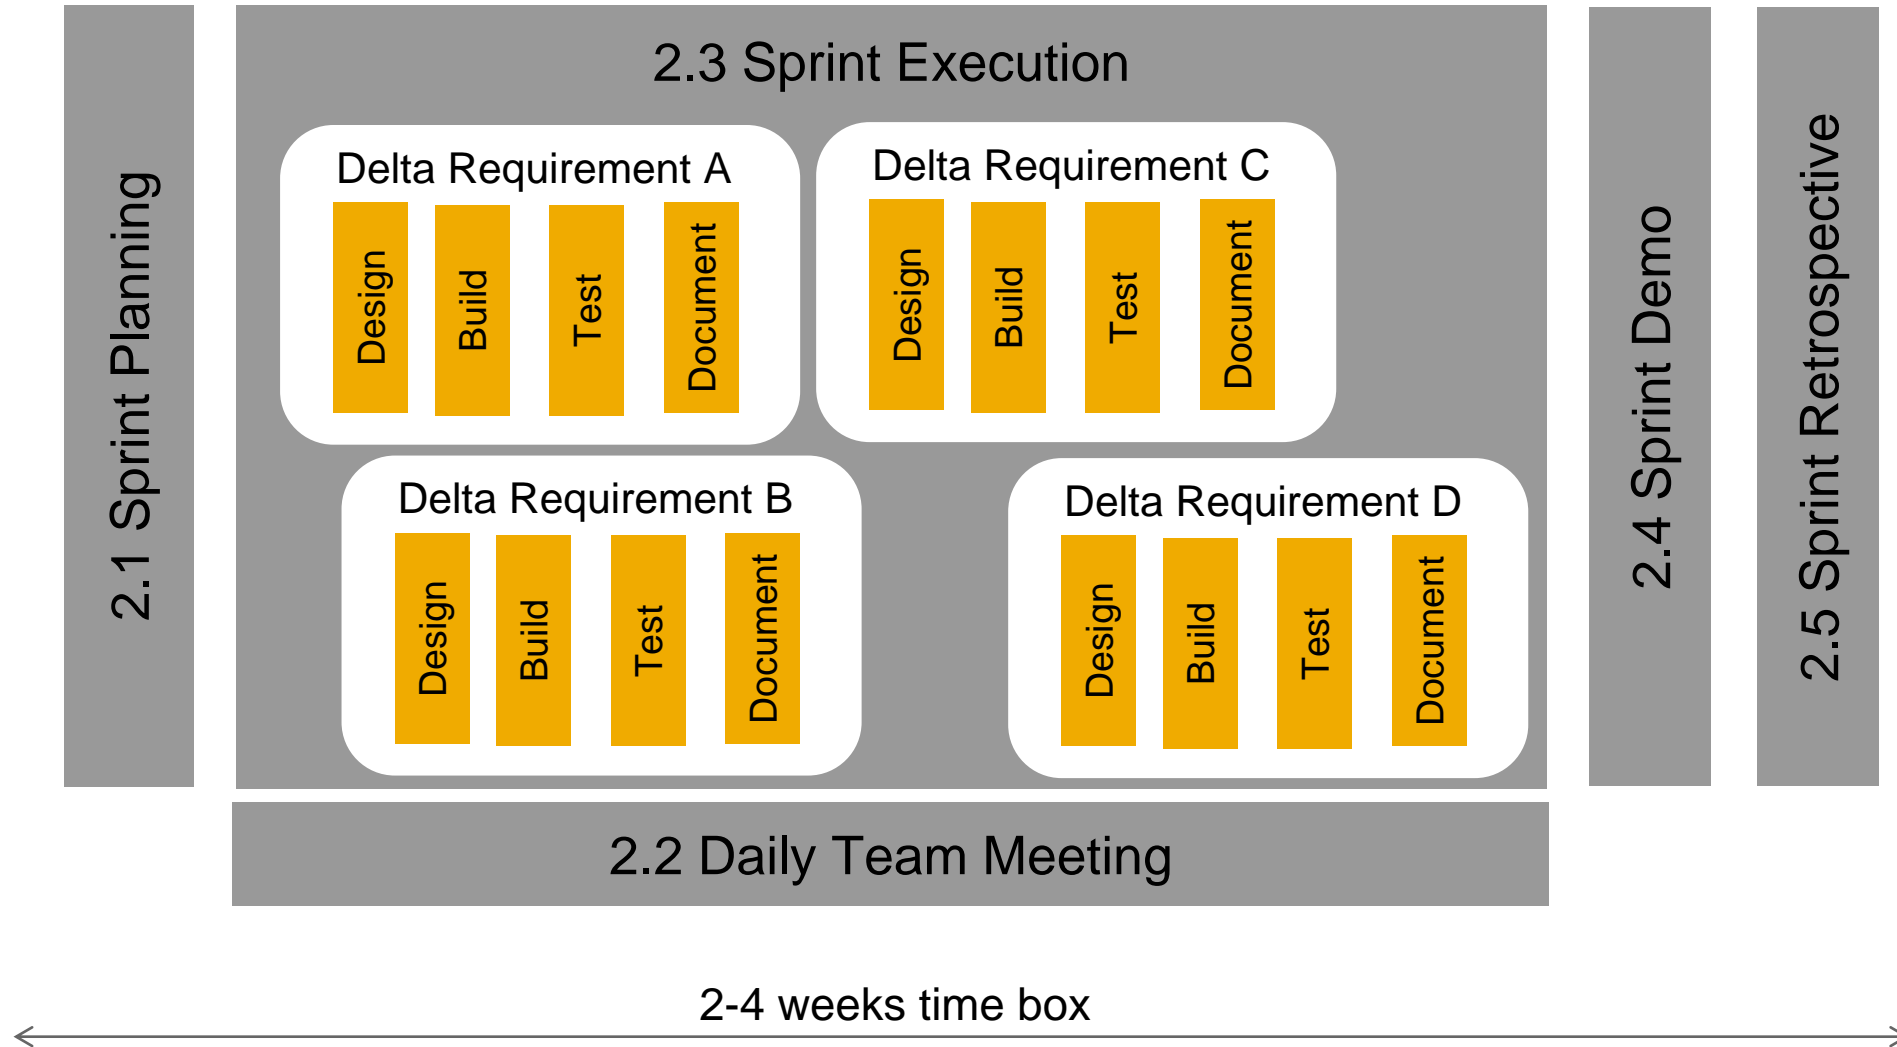 2.1 Sprint Planning
2.3 Sprint Execution
Delta Requirement A
Design
Build
Test
Document
Delta Requirement C
Design
Build
Test
Document
Delta Requirement B
Design
Build
Test
Document
Delta Requirement D
Design
Build
Test
Document
2.2 Daily Team Meeting
2.4 Sprint Demo
2.5 Sprint Retrospective
2-4 weeks time box